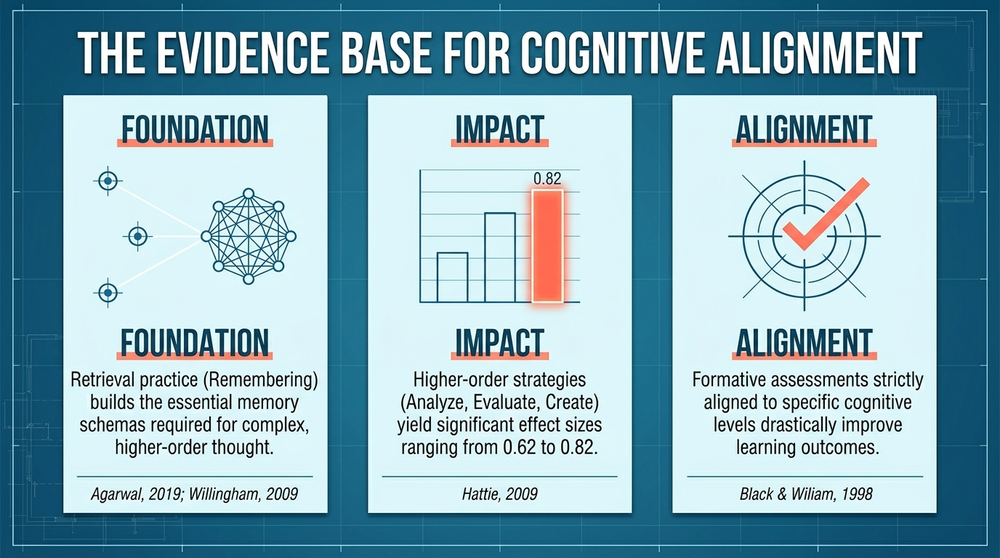 THE EVIDENCE BASE FOR COGNITIVE ALIGNMENT
FOUNDATION
FOUNDATION
Retrieval practice (Remembering)
builds the essential memory
schemas required for complex,
higher-order thought.
Agarwal, 2019; Willingham, 2009
IMPACT
0.82
IMPACT
Higher-order strategies
(Analyze, Evaluate, Create)
yield significant effect sizes
ranging from 0.62 to 0.82.
Hattie, 2009
ALIGNMENT
ALIGNMENT
Formative assessments strictly
aligned to specific cognitive
levels drastically improve
learning outcomes.
Black & Wiliam, 1998